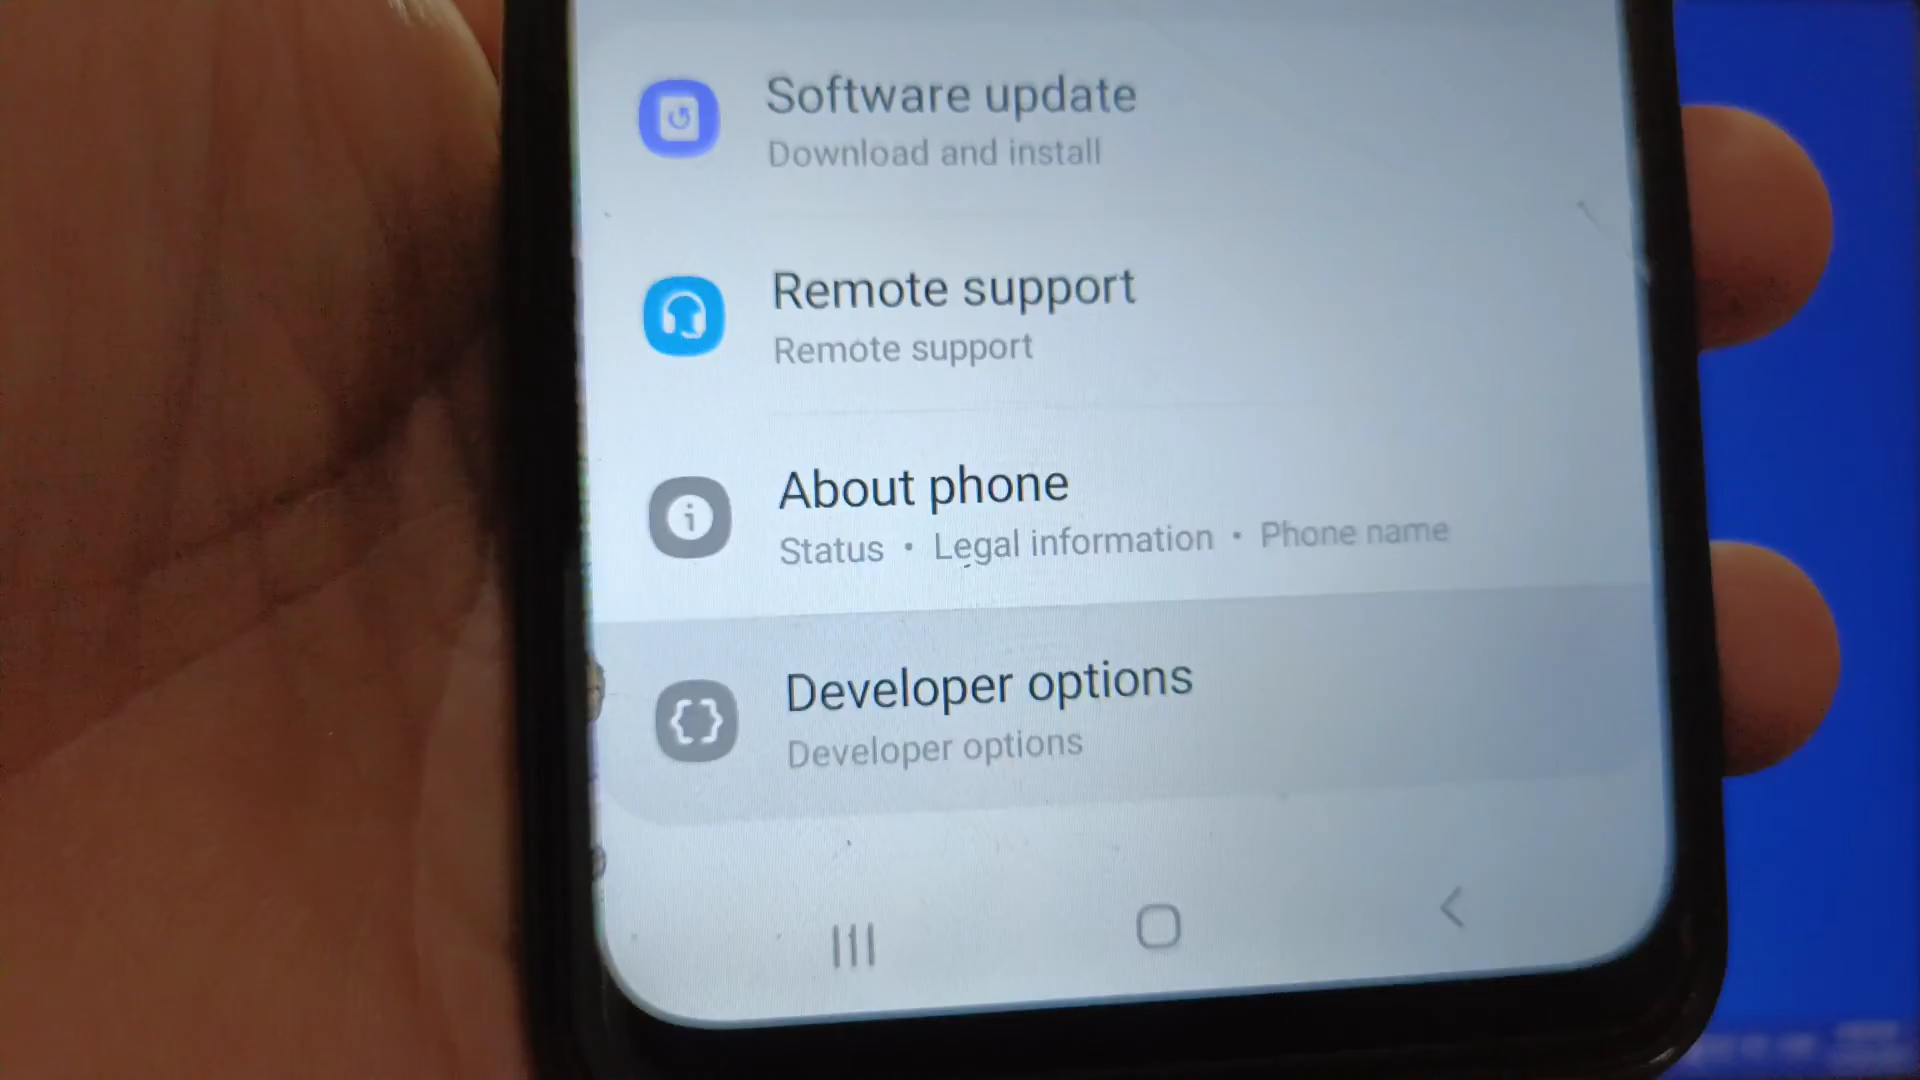 Software update
Download and install
Remote support
Remote support
About phone
Status • Legal information • Phone name
Developer options
Developer options